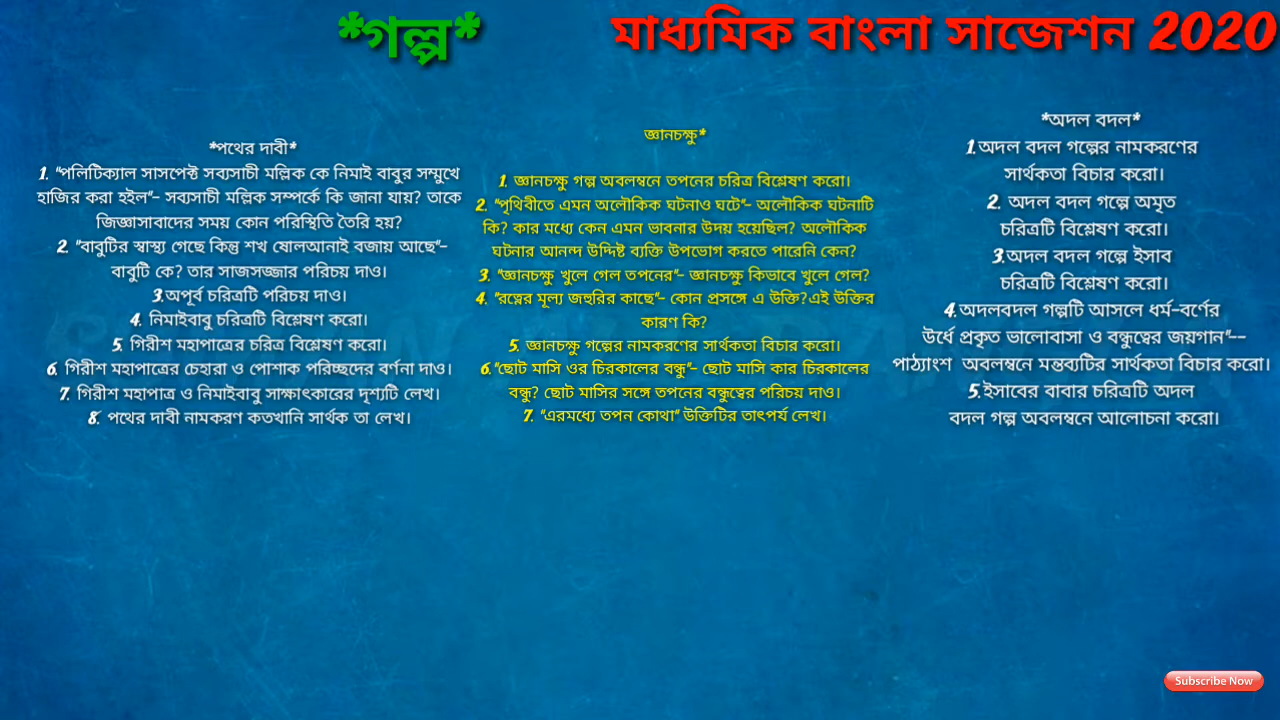 *গল্প*
মাধ্যমিক বাংলা সাজেশন 2020
*পথের দাবী*
1. "পলিটিক্যাল সাসপেক্ট সব্যসাচী মল্লিক কে নিমাই বাবুর সম্মুখে
হাজির করা হইল"– সব্যসাচী মল্লিক সম্পর্কে কি জানা যায়? তাকে
জিজ্ঞাসাবাদের সময় কোন পরিস্থিতি তৈরি হয়?
2. "বাবুটির স্বাস্থ্য গেছে কিন্তু শখ ষোলআনাই বজায় আছে"–
বাবুটি কে? তার সাজসজ্জার পরিচয় দাও।
3.অপূর্ব চরিত্রটি পরিচয় দাও।
4. নিমাইবাবু চরিত্রটি বিশ্লেষণ করো।
5. গিরীশ মহাপাত্রের চরিত্র বিশ্লেষণ করো।
6. গিরীশ মহাপাত্রের চেহারা ও পোশাক পরিচ্ছদের বর্ণনা দাও।
7. গিরীশ মহাপাত্র ও নিমাইবাবু সাক্ষাৎকারের দৃশ্যটি লেখ।
8. পথের দাবী নামকরণ কতখানি সার্থক তা লেখ।
জ্ঞানচক্ষু*
1. জ্ঞানচক্ষু গল্প অবলম্বনে তপনের চরিত্র বিশ্লেষণ করো।
2. "পৃথিবীতে এমন অলৌকিক ঘটনাও ঘটে"– অলৌকিক ঘটনাটি
কি? কার মধ্যে কেন এমন ভাবনার উদয় হয়েছিল? অলৌকিক
ঘটনার আনন্দ উদ্দিষ্ট ব্যক্তি উপভোগ করতে পারেনি কেন?
3. "জ্ঞানচক্ষু খুলে গেল তপনের"– জ্ঞানচক্ষু কিভাবে খুলে গেল?
4. "রত্নের মূল্য জহুরির কাছে"– কোন প্রসঙ্গে এ উক্তি?এই উক্তির
কারণ কি?
5. জ্ঞানচক্ষু গল্পের নামকরণের সার্থকতা বিচার করো।
6."ছোট মাসি ওর চিরকালের বন্ধু"– ছোট মাসি কার চিরকালের
বন্ধু? ছোট মাসির সঙ্গে তপনের বন্ধুত্বের পরিচয় দাও।
7. "এরমধ্যে তপন কোথা" উক্তিটির তাৎপর্য লেখ।
*অদল বদল*
1.অদল বদল গল্পের নামকরণের
সার্থকতা বিচার করো।
2. অদল বদল গল্পে অমৃত
চরিত্রটি বিশ্লেষণ করো।
3.অদল বদল গল্পে ইসাব
চরিত্রটি বিশ্লেষণ করো।
4.অদলবদল গল্পটি আসলে ধর্ম–বর্ণের
উর্ধে প্রকৃত ভালোবাসা ও বন্ধুত্বের জয়গান"––
পাঠ্যাংশ অবলম্বনে মন্তব্যটির সার্থকতা বিচার করো।
5.ইসাবের বাবার চরিত্রটি অদল
বদল গল্প অবলম্বনে আলোচনা করো।
Subscribe Now